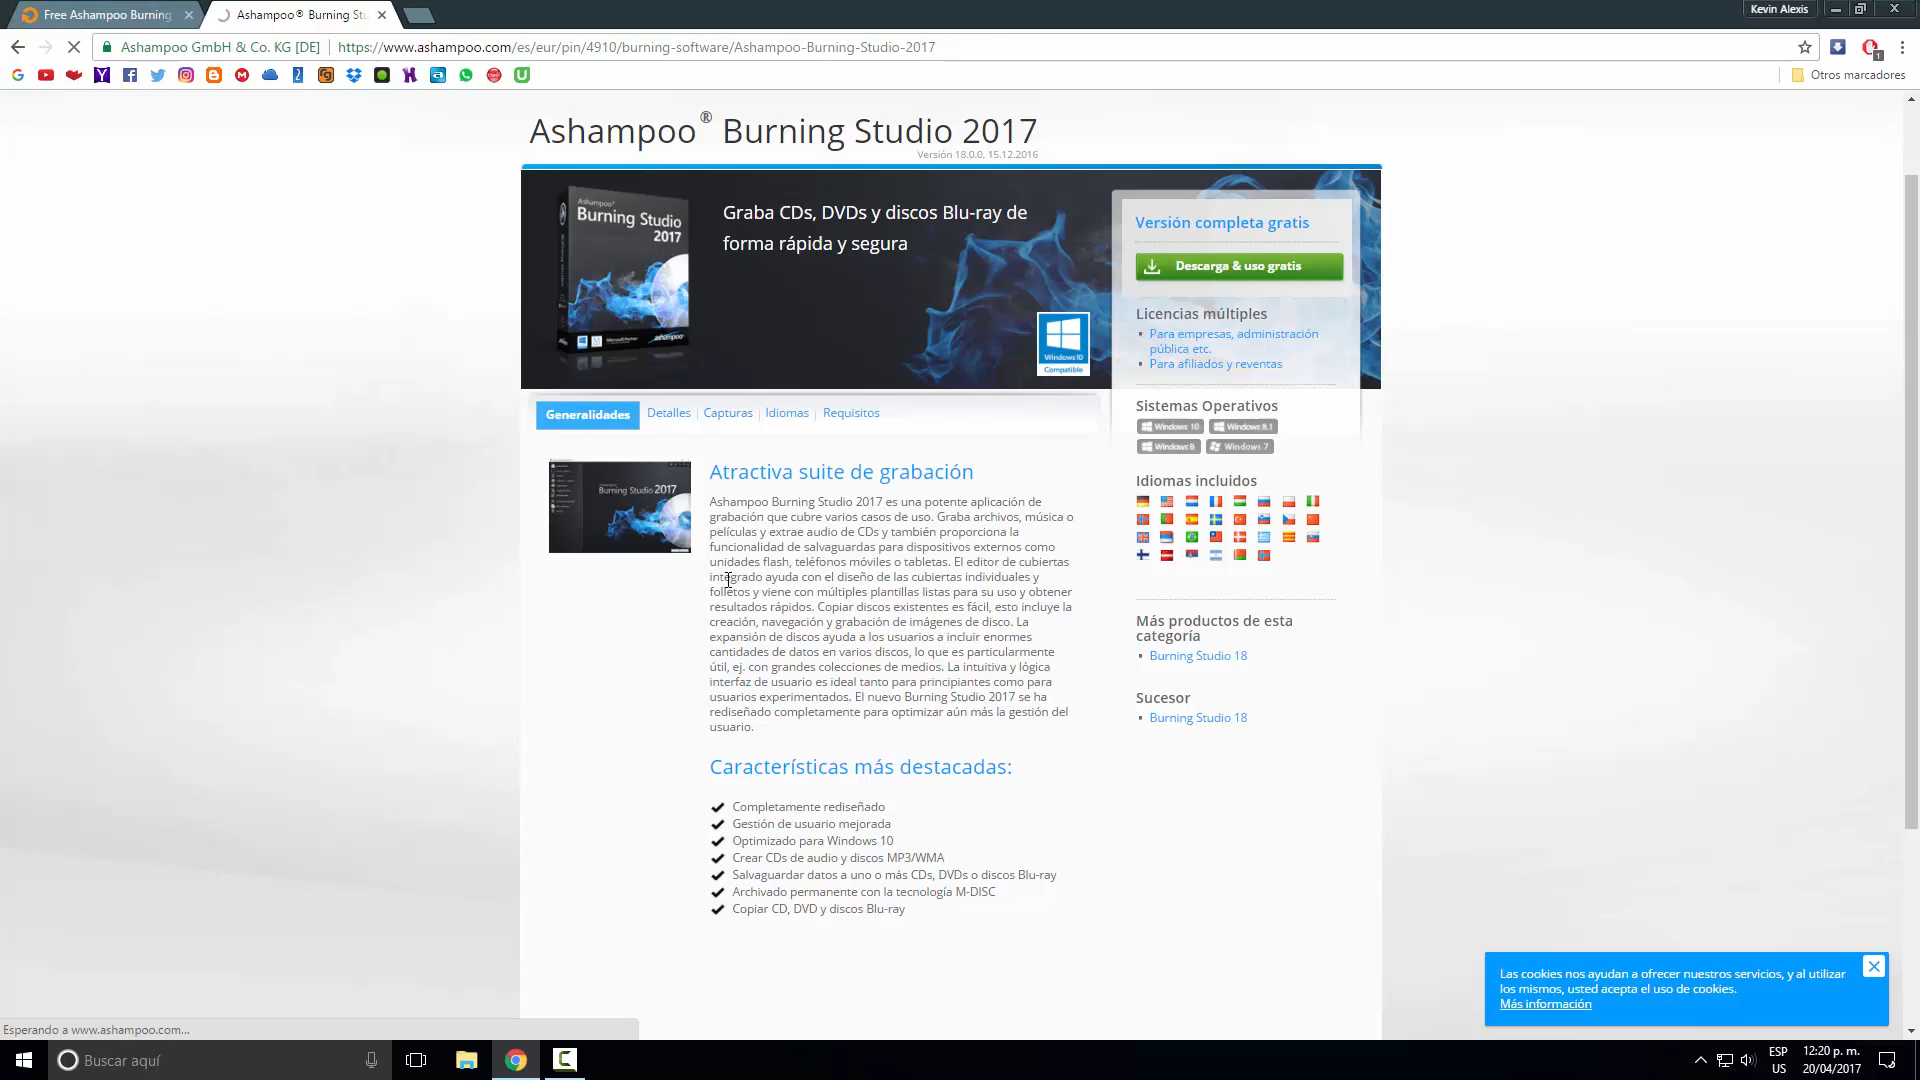 Free Ashampoo Burning
Ashampoo® Burning Stu
Kevin Alexis
Ashampoo GmbH & Co. KG [DE]
https://www.ashampoo.com/es/eur/pin/4910/burning-software/Ashampoo-Burning-Studio-2017
Otros marcadores
Ashampoo® Burning Studio 2017
Versión 18.0.0, 15.12.2016
Ashampoo®
Burning Studio
2017
Graba CDs, DVDs y discos Blu-ray de
forma rápida y segura
Windows 10
Compatible
Versión completa gratis
Descarga & uso gratis
Licencias múltiples
Para empresas, administración
pública etc.
Para afiliados y reventas
Sistemas Operativos
Windows 10
Windows 8.1
Windows 8
Windows 7
Idiomas incluidos
Más productos de esta
categoría
Burning Studio 18
Sucesor
Burning Studio 18
Generalidades
Detalles
Capturas
Idiomas
Requisitos
Burning Studio 2017
Atractiva suite de grabación
Ashampoo Burning Studio 2017 es una potente aplicación de
grabación que cubre varios casos de uso. Graba archivos, música o
películas y extrae audio de CDs y también proporciona la
funcionalidad de salvaguardas para dispositivos externos como
unidades flash, teléfonos móviles o tabletas. El editor de cubiertas
integrado ayuda con el diseño de las cubiertas individuales y
folletos y viene con múltiples plantillas listas para su uso y obtener
resultados rápidos. Copiar discos existentes es fácil, esto incluye la
creación, navegación y grabación de imágenes de disco. La
expansión de discos ayuda a los usuarios a incluir enormes
cantidades de datos en varios discos, lo que es particularmente
útil, ej. con grandes colecciones de medios. La intuitiva y lógica
interfaz de usuario es ideal tanto para principiantes como para
usuarios experimentados. El nuevo Burning Studio 2017 se ha
rediseñado completamente para optimizar aún más la gestión del
usuario.
Características más destacadas:
Completamente rediseñado
Gestión de usuario mejorada
Optimizado para Windows 10
Crear CDs de audio y discos MP3/WMA
Salvaguardar datos a uno o más CDs, DVDs o discos Blu-ray
Archivado permanente con la tecnología M-DISC
Copiar CD, DVD y discos Blu-ray
Las cookies nos ayudan a ofrecer nuestros servicios, y al utilizar
los mismos, usted acepta el uso de cookies.
Más información
Esperando a www.ashampoo.com...
Buscar aquí
ESP
US
12:20 p. m.
20/04/2017